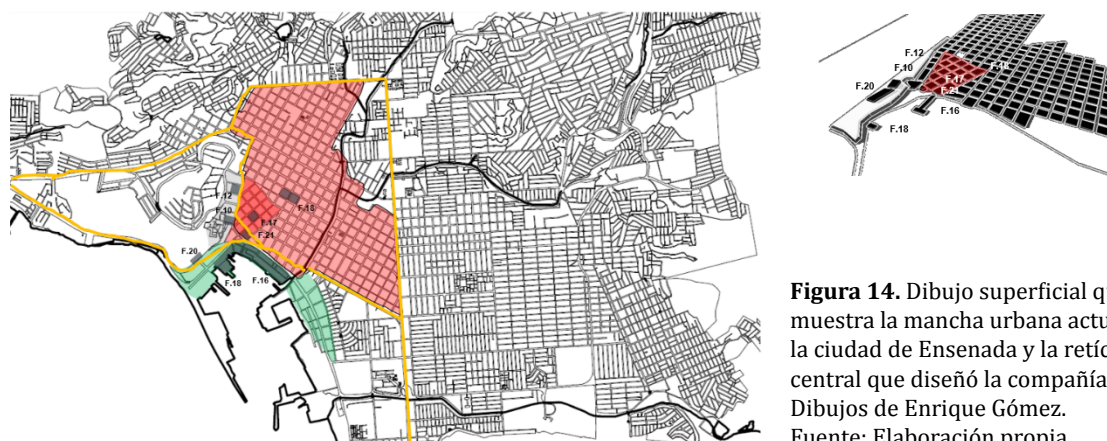 F.12
F.10
F.15
F.17
F.21
F.20
F.18
F.16
F.12
F.10
F.17
F.20
F.16
F.18
Figura 14. Dibujo superficial qu
muestra la mancha urbana actu
la ciudad de Ensenada y la retíc
central que diseñó la compañía
Dibujos de Enrique Gómez.
Fuente: Elaboración propia